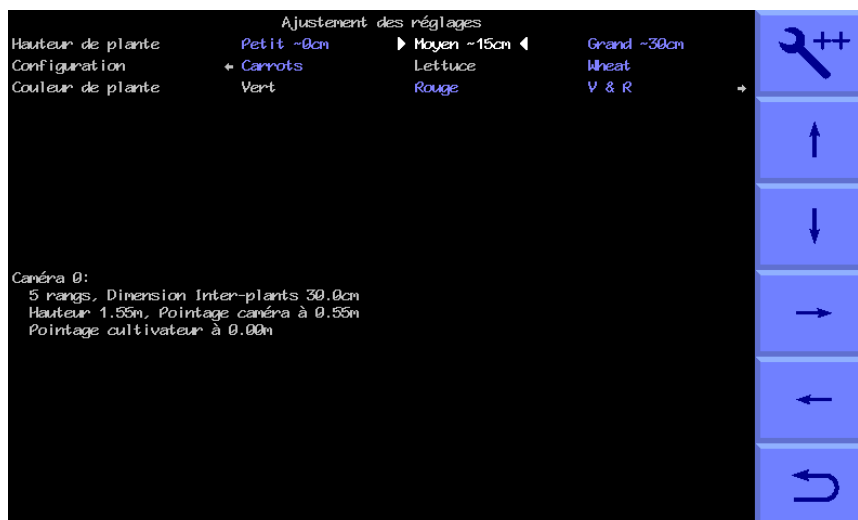 Ajustement des réglages
Hauteur de plante Petit ~0cm Moyen ~15cm Grand ~30cm
Configuration Carrots Lettuce Wheat
Couleur de plante Vert Rouge V & R
++
Caméra 0:
5 rangs, Dimension Inter-plants 30.0cm
Hauteur 1.55m, Pointage caméra à 0.55m
Pointage cultivateur à 0.00m